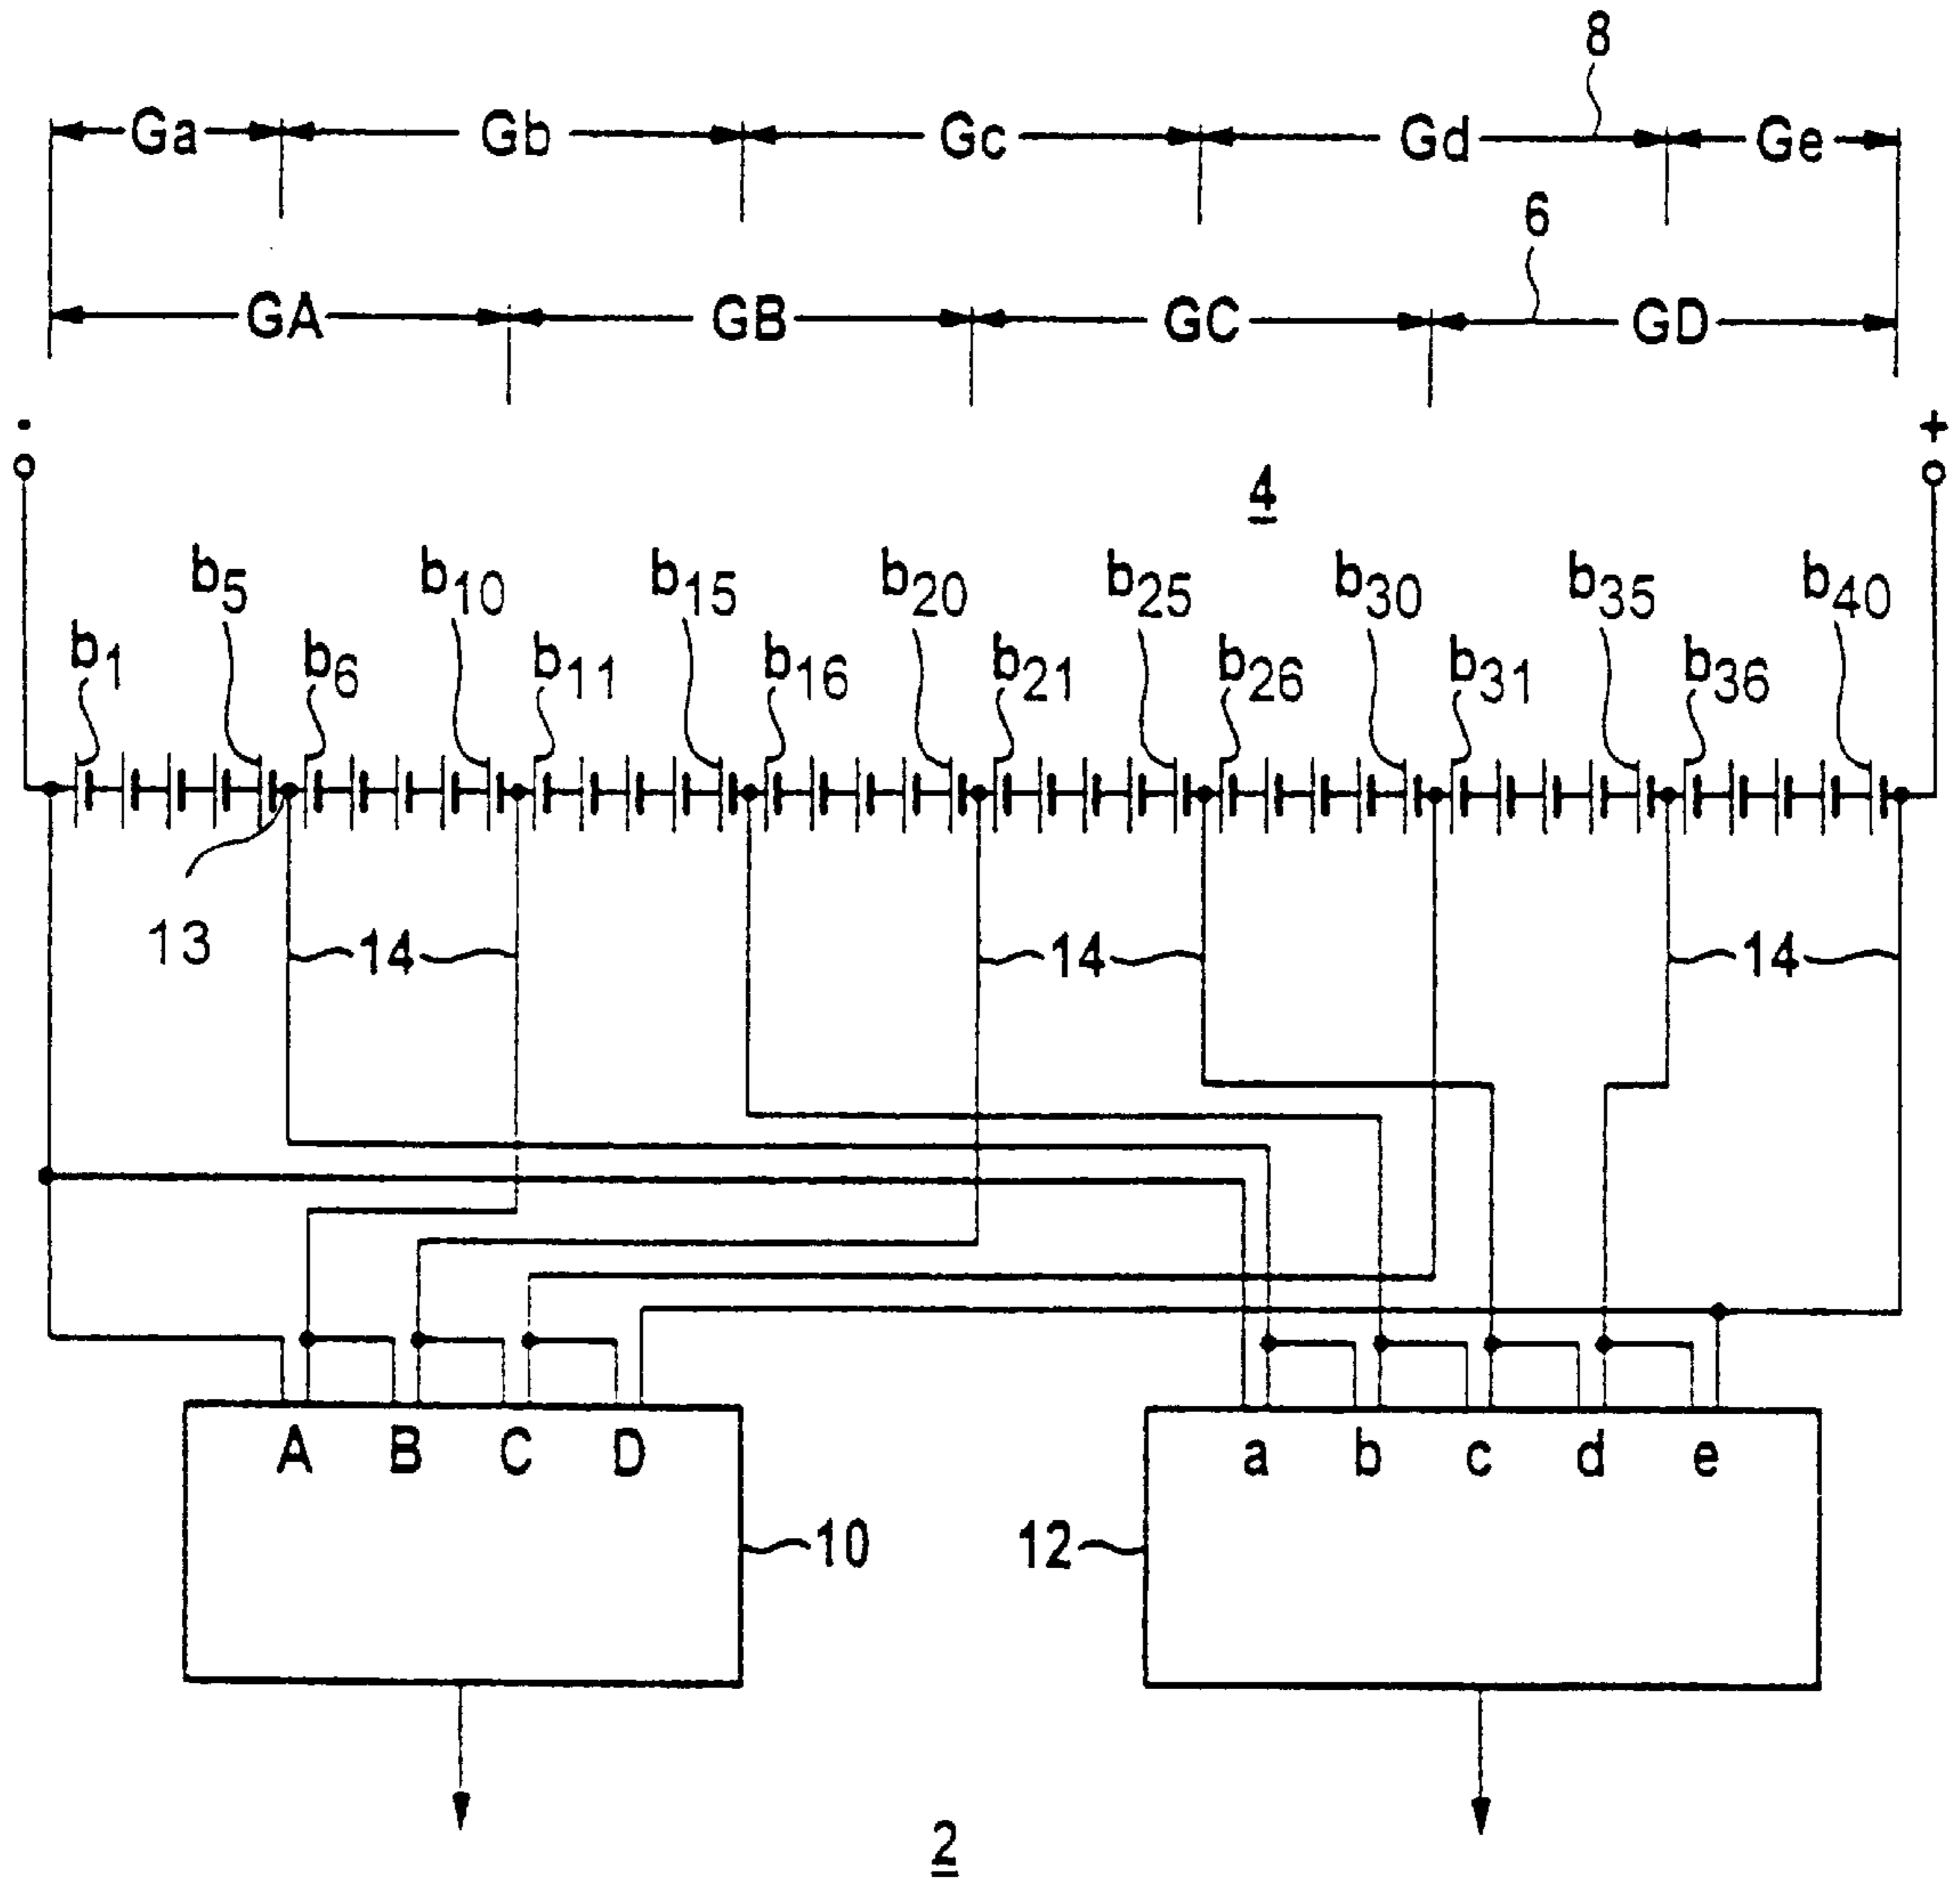 8
Ga Gb Gc Gd Ge
6
GA GB GC GD
- +
4
b5 b10 b15 b20 b25 b30 b35 b40
b1 b6 b11 b16 b21 b26 b31 b36
13 14 14 14
A B C D a b c d e
10 12
2